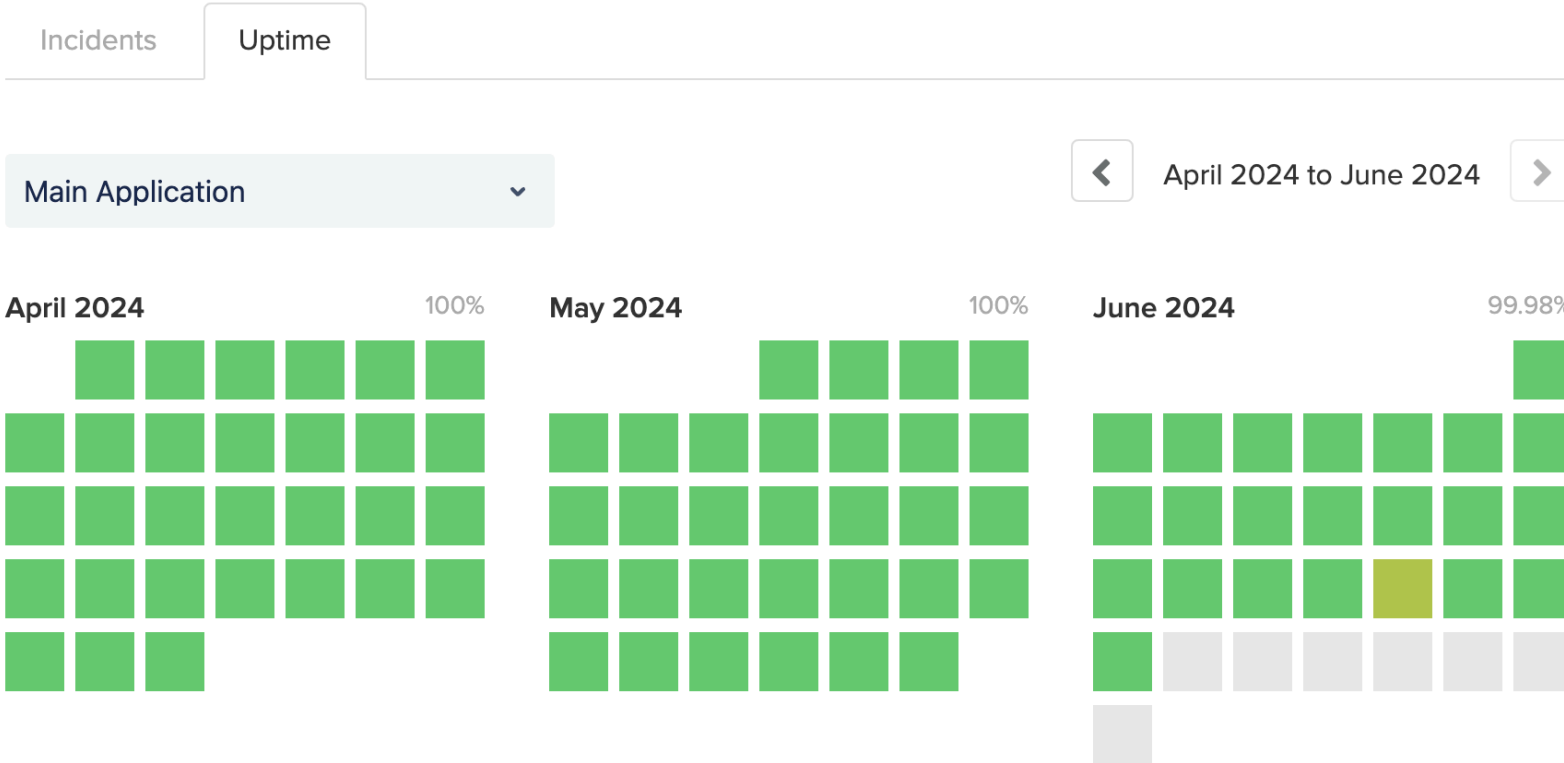 Incidents
Uptime
Main Application
April 2024 to June 2024
April 2024
100%
May 2024
100%
June 2024
99.98%